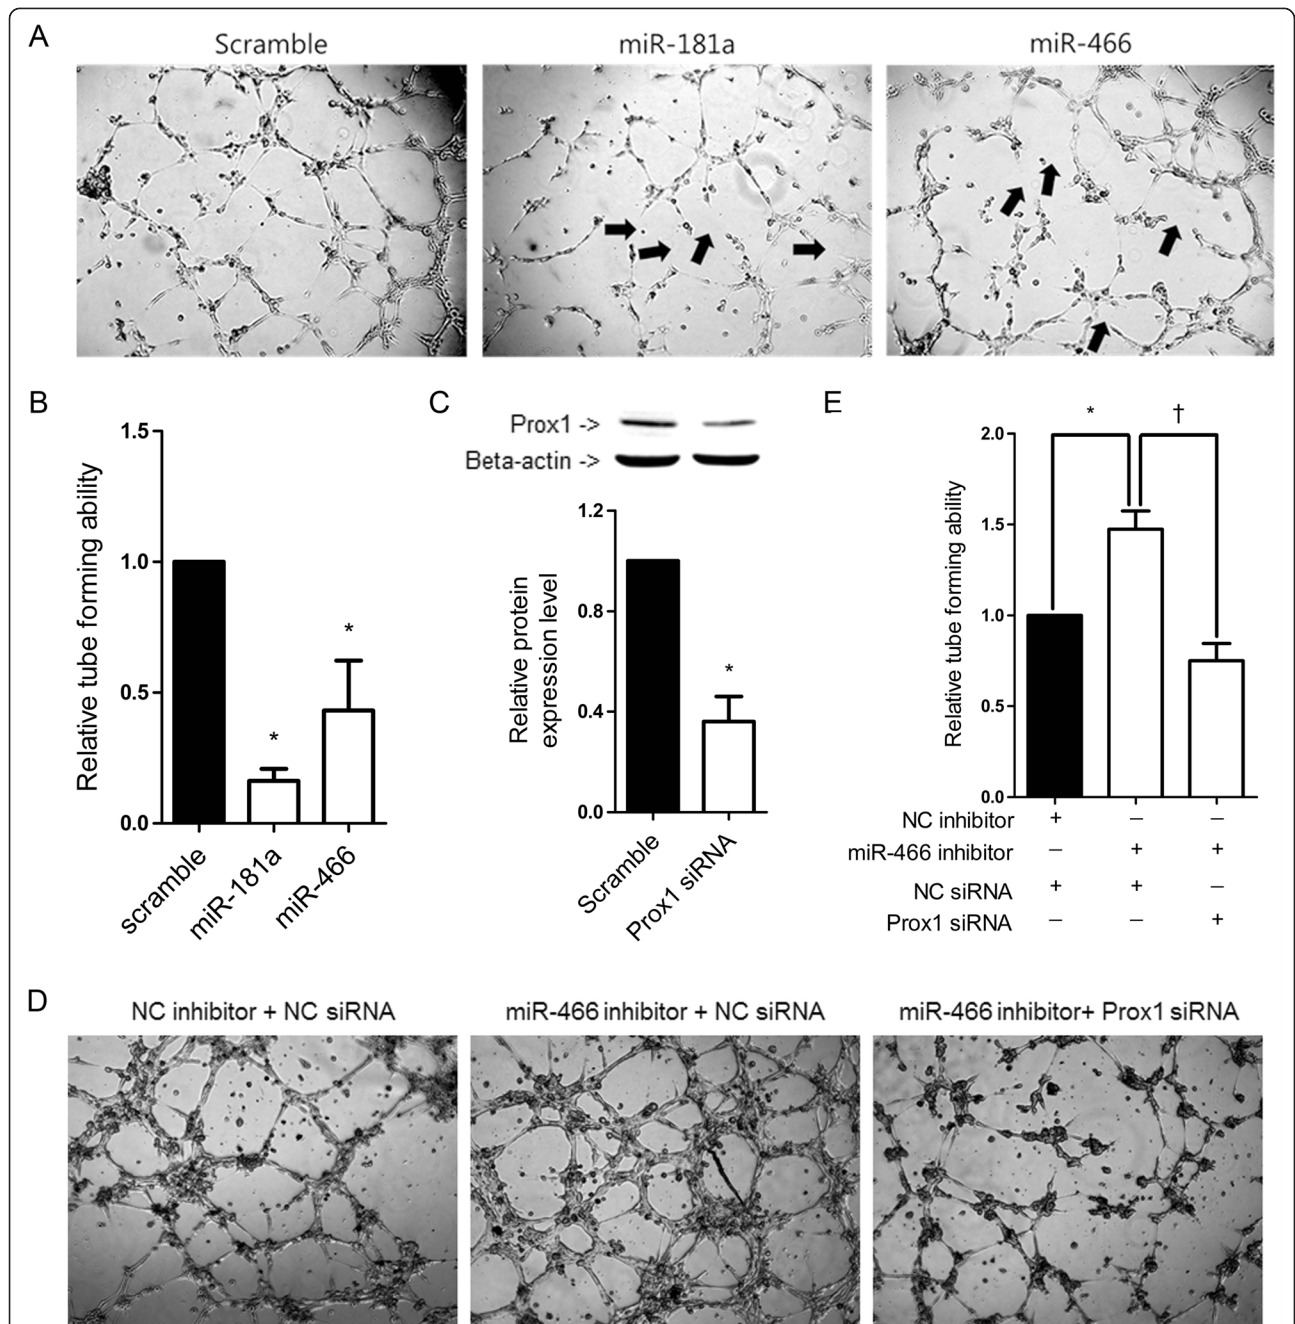 A
Scramble
miR-181a
miR-466
B
Relative tube forming ability
1.5
1.0
0.5
0.0
*
*
scramble
miR-181a
miR-466
C
Prox1 ->
Beta-actin ->
Relative protein
expression level
1.2
0.8
0.4
0.0
*
Scramble
Prox1 siRNA
E
* †
Relative tube forming ability
2.0
1.5
1.0
0.5
0.0
NC inhibitor + – –
miR-466 inhibitor – + +
NC siRNA + + –
Prox1 siRNA – – +
D
NC inhibitor + NC siRNA
miR-466 inhibitor + NC siRNA
miR-466 inhibitor+ Prox1 siRNA